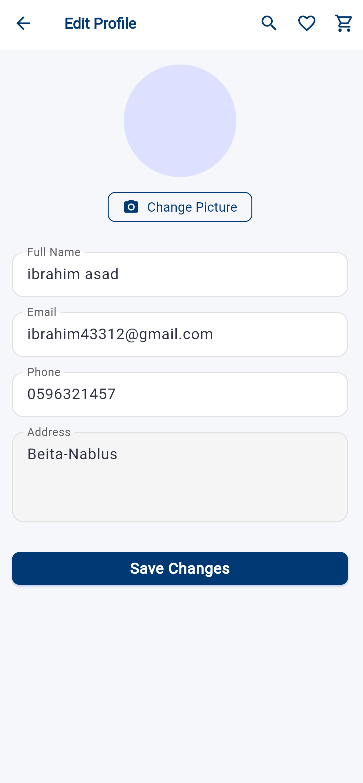 Edit Profile
Change Picture
Full Name
ibrahim asad
Email
ibrahim43312@gmail.com
Phone
0596321457
Address
Beita-Nablus
Save Changes